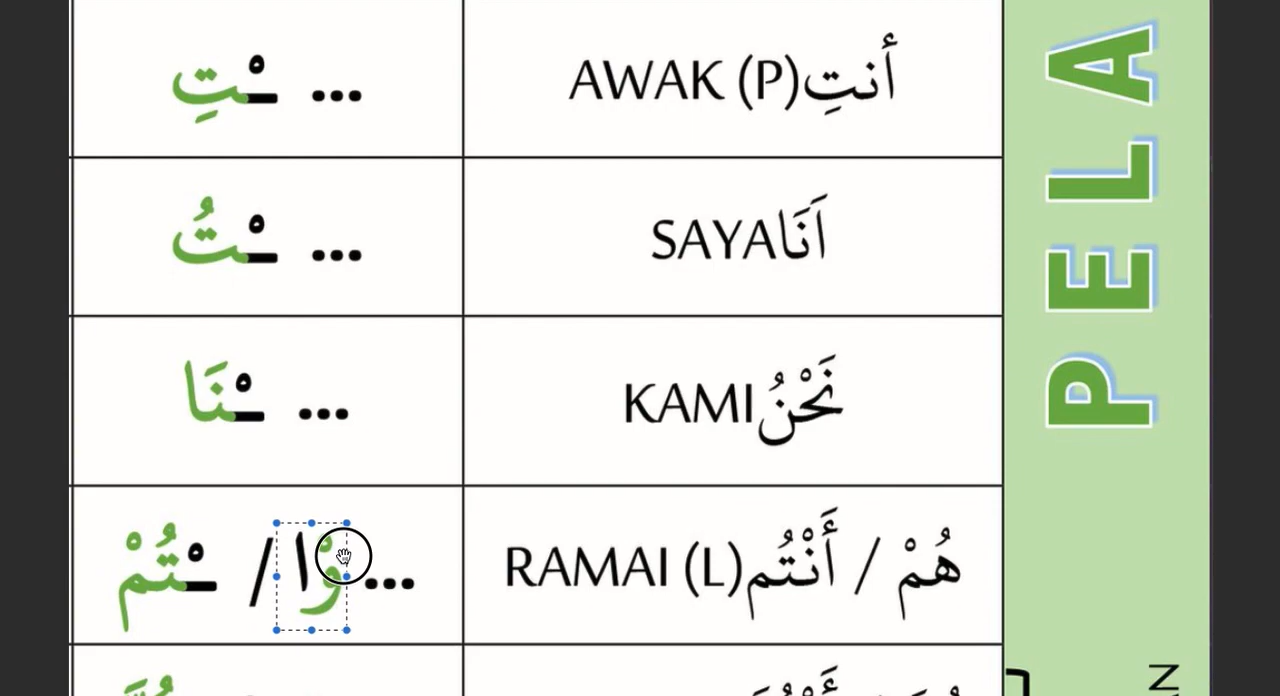 أنتِ AWAK (P)
... ـْتِ
اَنَا SAYA
... ـْتُ
نَحْنُ KAMI
... ـْنَا
هُمْ / أَنْتُم RAMAI (L)
... وْا / ـْتُمْ
PELA
N